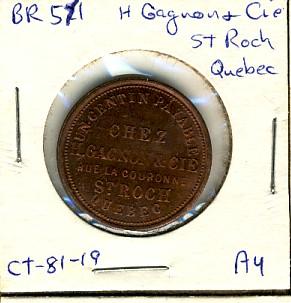 BR 571 H Gagnon & Cie
St Roch
Quebec
UN CENTIN PAYABLE
CHEZ
H.GAGNON & CIE
RUE LA COURONNE
ST ROCH
QUEBEC
CT-81-19 AU